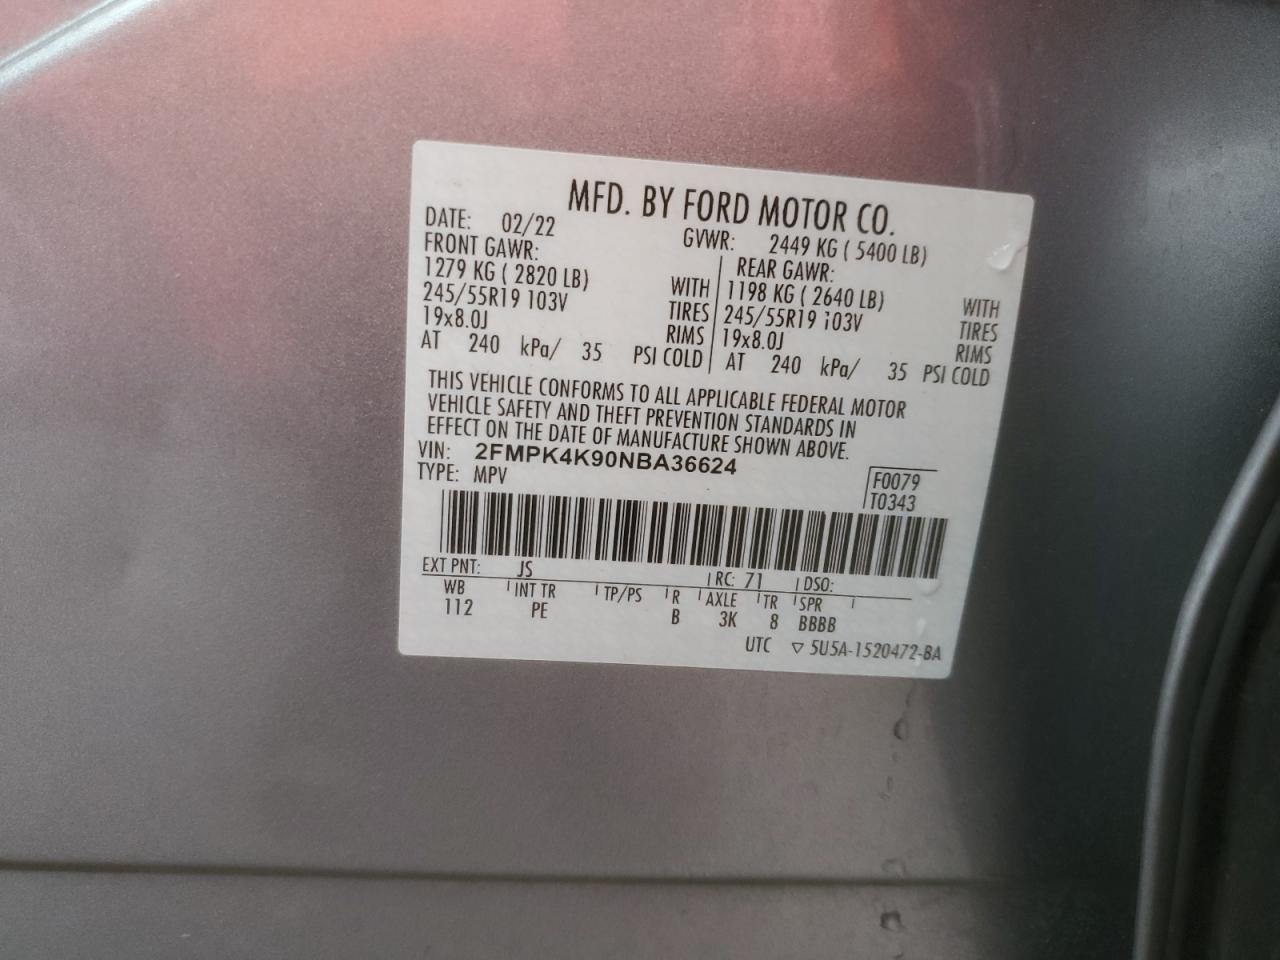 MFD. BY FORD MOTOR CO.
DATE: 02/22 GVWR: 2449 KG ( 5400 LB)
FRONT GAWR: REAR GAWR:
1279 KG ( 2820 LB) WITH 1198 KG ( 2640 LB) WITH
245/55R19 103V TIRES 245/55R19 103V TIRES
19x8.0J RIMS 19x8.0J RIMS
AT 240 kPa/ 35 PSI COLD AT 240 kPa/ 35 PSI COLD
THIS VEHICLE CONFORMS TO ALL APPLICABLE FEDERAL MOTOR
VEHICLE SAFETY AND THEFT PREVENTION STANDARDS IN
EFFECT ON THE DATE OF MANUFACTURE SHOWN ABOVE.
VIN: 2FMPK4K90NBA36624
TYPE: MPV
F0079
T0343
EXT PNT: JS RC: 71 DSO:
WB INT TR TP/PS R AXLE TR SPR
112 PE B 3K 8 BBBB
UTC ▽ 5U5A-1520472-BA